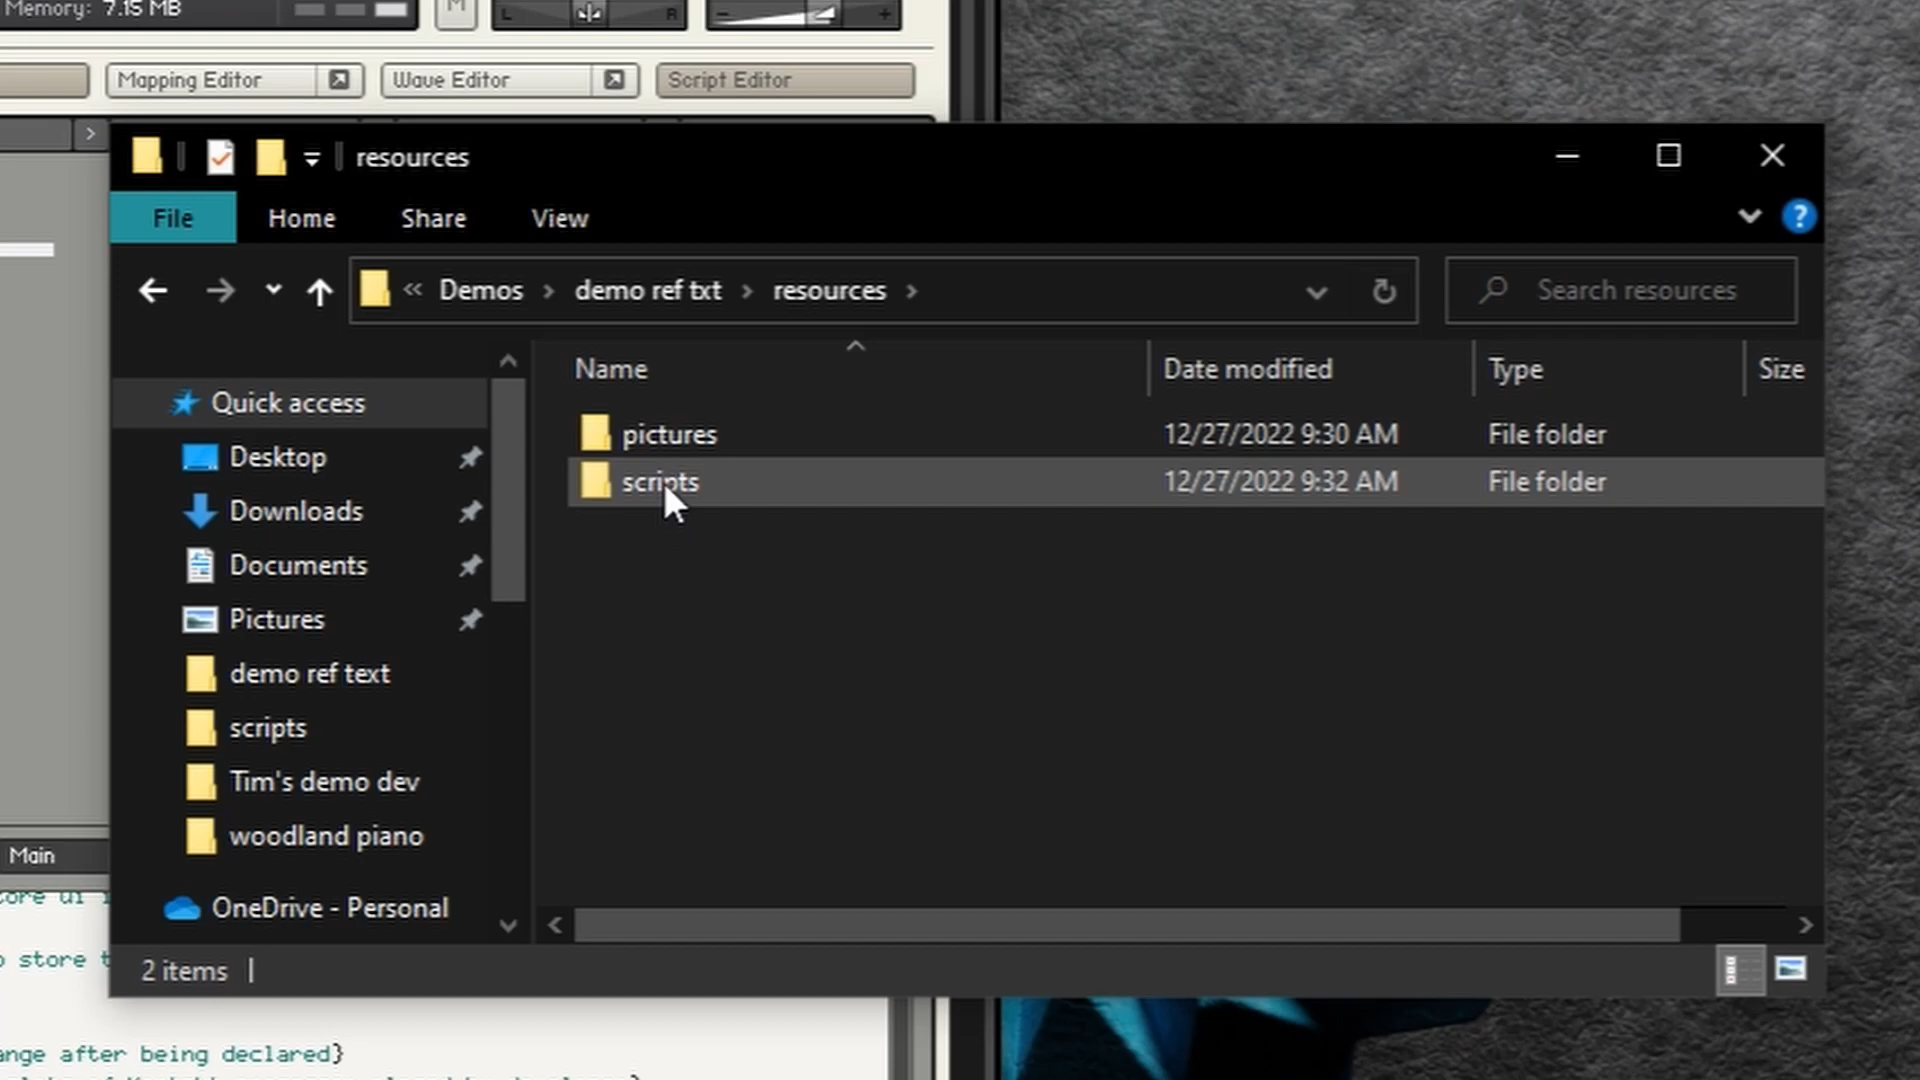 Memory: 7.15 MB
M
L R
- +
Mapping Editor
Wave Editor
Script Editor
resources
File
Home
Share
View
?
« Demos > demo ref txt > resources >
Search resources
Name
Date modified
Type
Size
Quick access
Desktop
Downloads
Documents
Pictures
demo ref text
scripts
Tim's demo dev
woodland piano
OneDrive - Personal
pictures 12/27/2022 9:30 AM File folder
scripts 12/27/2022 9:32 AM File folder
2 items
Main
store t
after being declared}